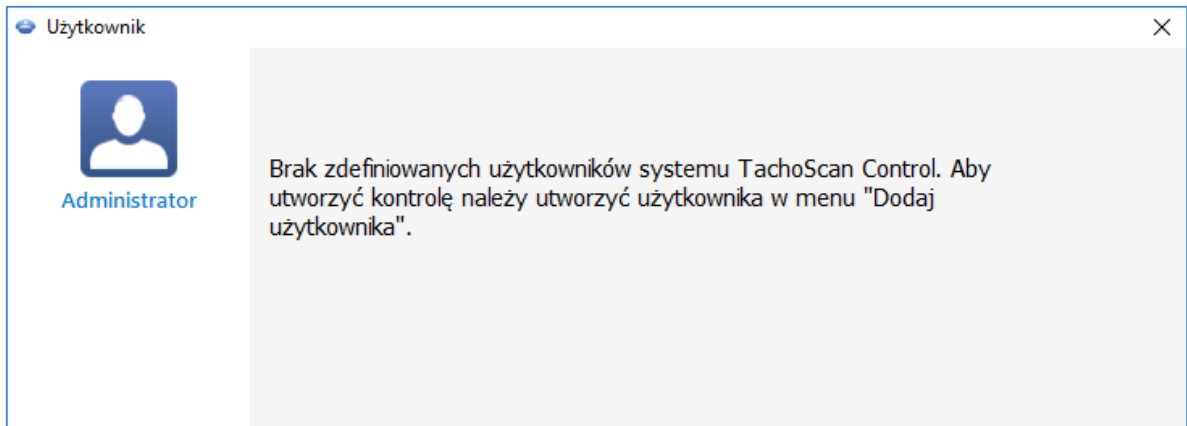 Użytkownik
Administrator
Brak zdefiniowanych użytkowników systemu TachoScan Control. Aby
utworzyć kontrolę należy utworzyć użytkownika w menu "Dodaj
użytkownika".